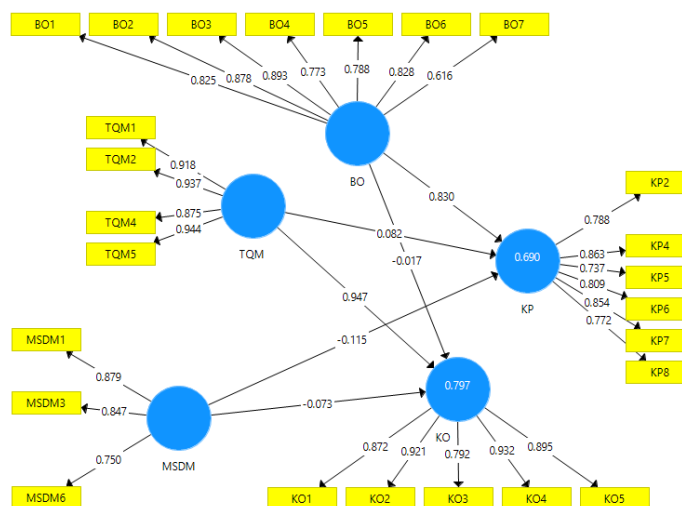 BO1 BO2 BO3 BO4 BO5 BO6 BO7
0.825 0.878 0.893 0.773 0.788 0.828 0.616
BO
TQM1
TQM2
TQM4
TQM5
0.918
0.937
0.875
0.944
TQM
0.830
0.082
-0.017
0.947
-0.115
-0.073
MSDM1
MSDM3
MSDM6
0.879
0.847
0.750
MSDM
0.690
KP
0.788
0.863
0.737
0.809
0.854
0.772
KP2
KP4
KP5
KP6
KP7
KP8
0.797
KO
0.872 0.921 0.792 0.932 0.895
KO1 KO2 KO3 KO4 KO5